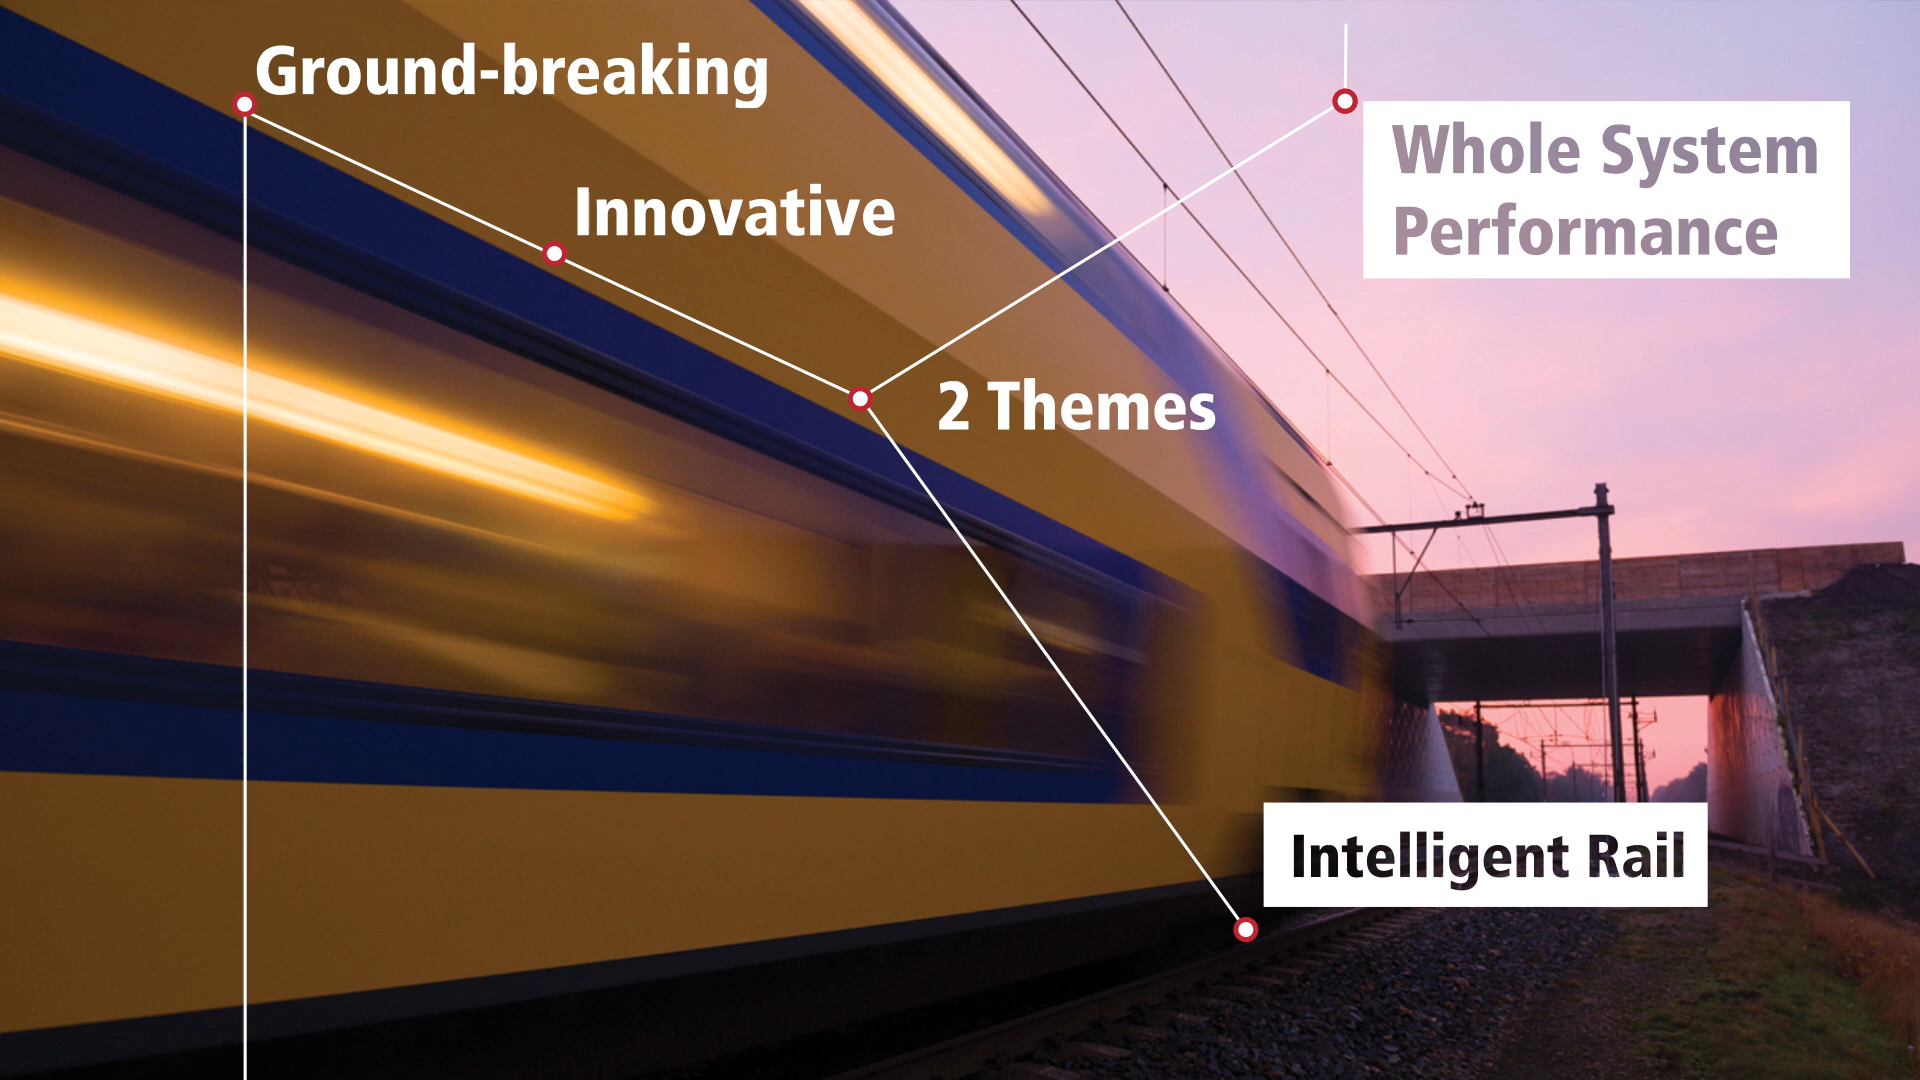 Ground-breaking
Innovative
Whole System
Performance
2 Themes
Intelligent Rail